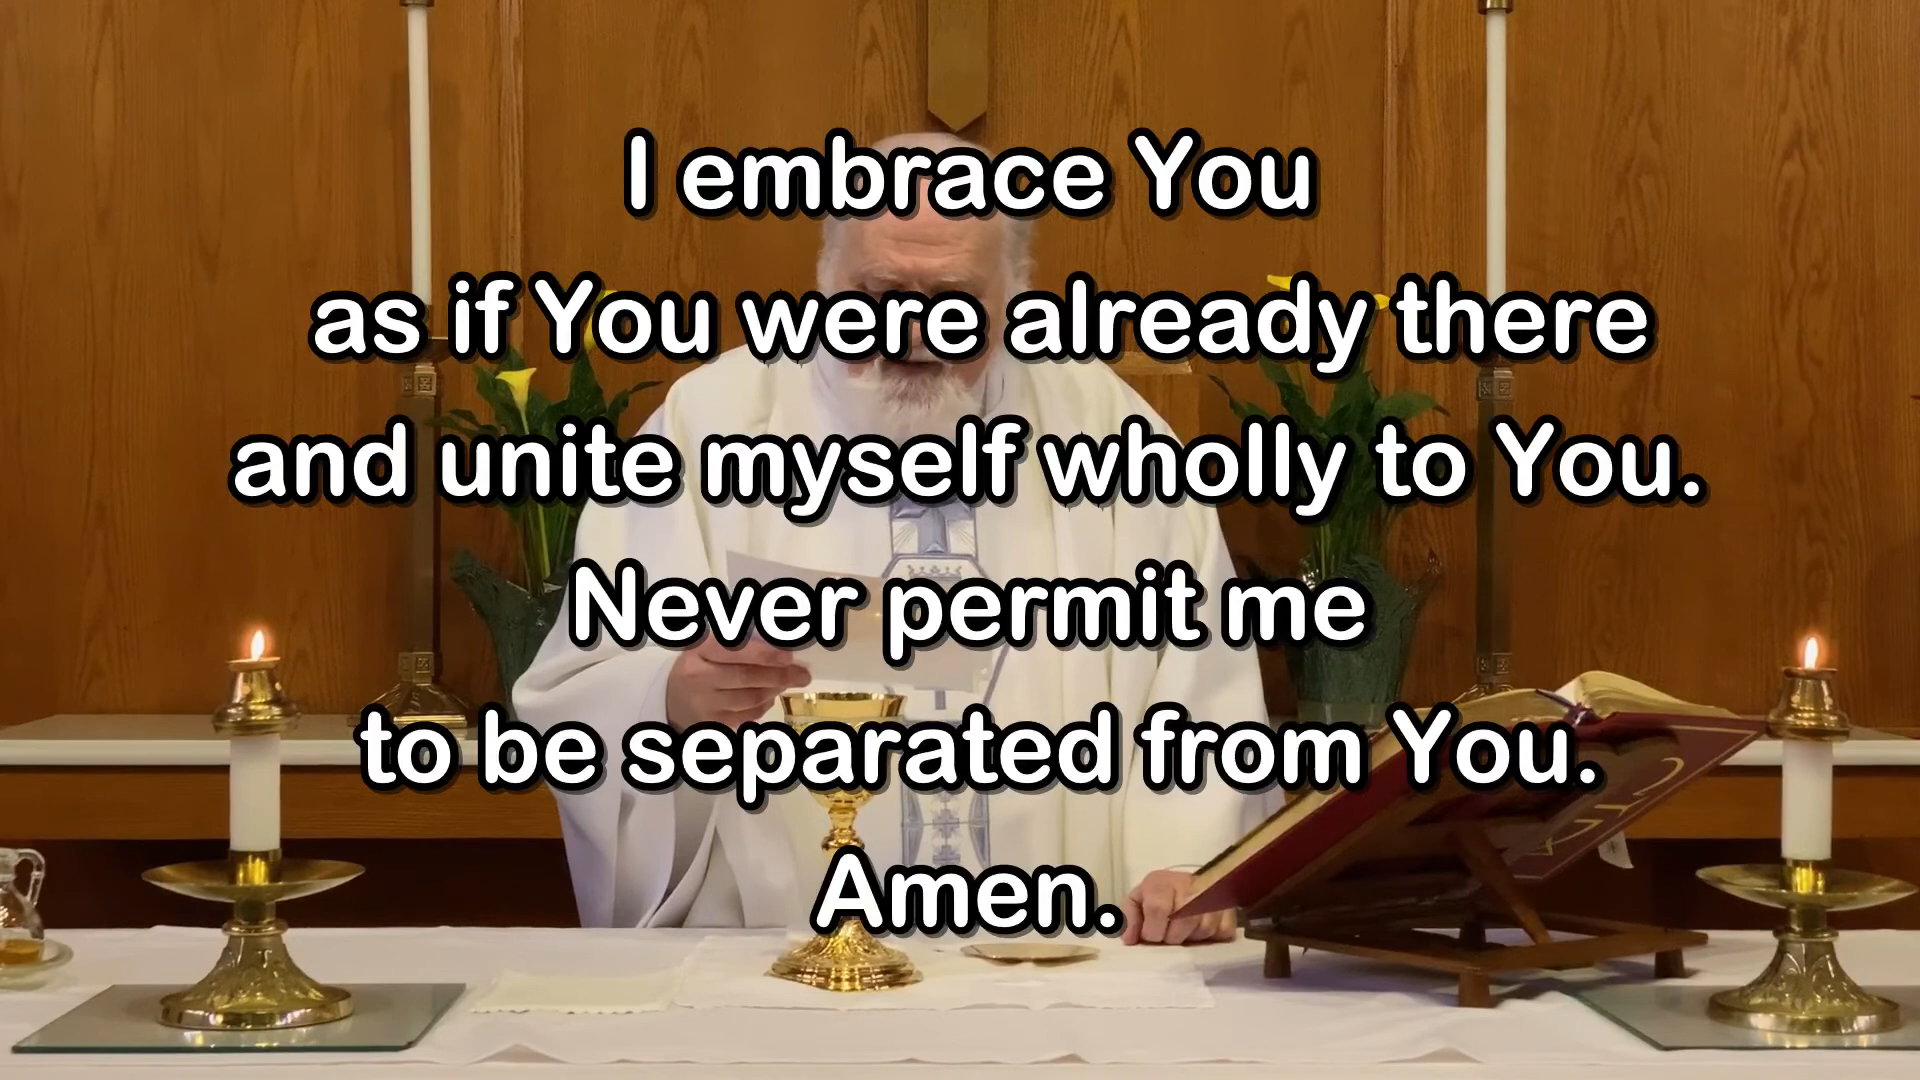 I embrace You
as if You were already there
and unite myself wholly to You.
Never permit me
to be separated from You.
Amen.